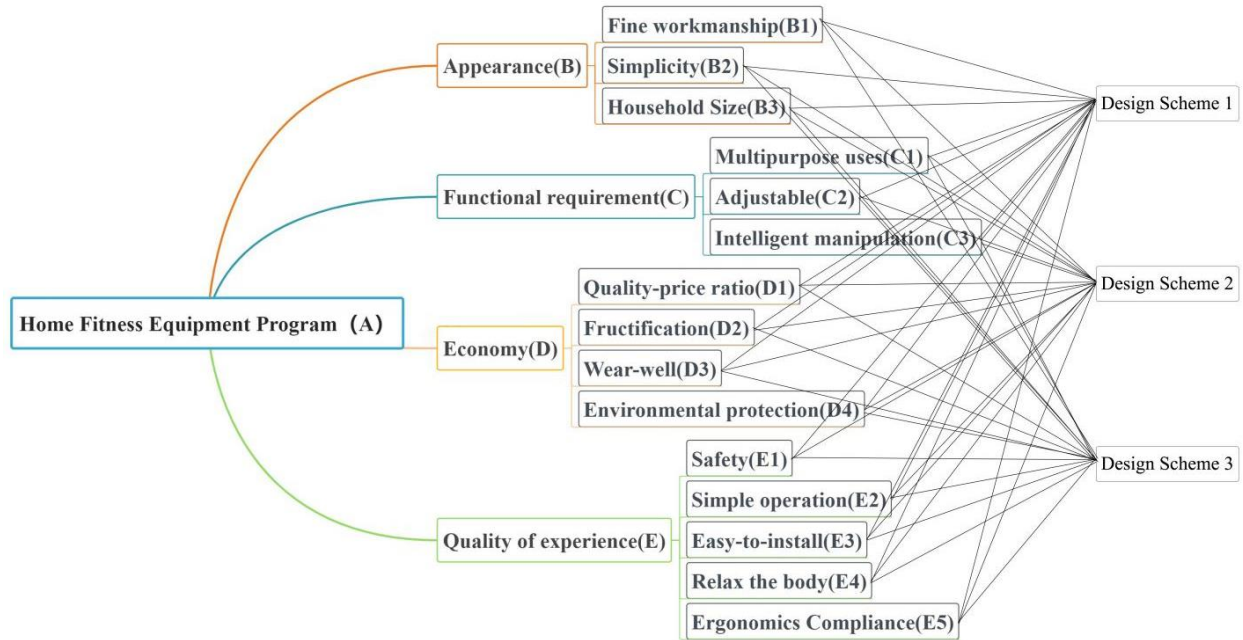 Home Fitness Equipment Program（A）
Appearance(B)
Fine workmanship(B1)
Simplicity(B2)
Household Size(B3)
Functional requirement(C)
Multipurpose uses(C1)
Adjustable(C2)
Intelligent manipulation(C3)
Economy(D)
Quality-price ratio(D1)
Fructification(D2)
Wear-well(D3)
Environmental protection(D4)
Quality of experience(E)
Safety(E1)
Simple operation(E2)
Easy-to-install(E3)
Relax the body(E4)
Ergonomics Compliance(E5)
Design Scheme 1
Design Scheme 2
Design Scheme 3